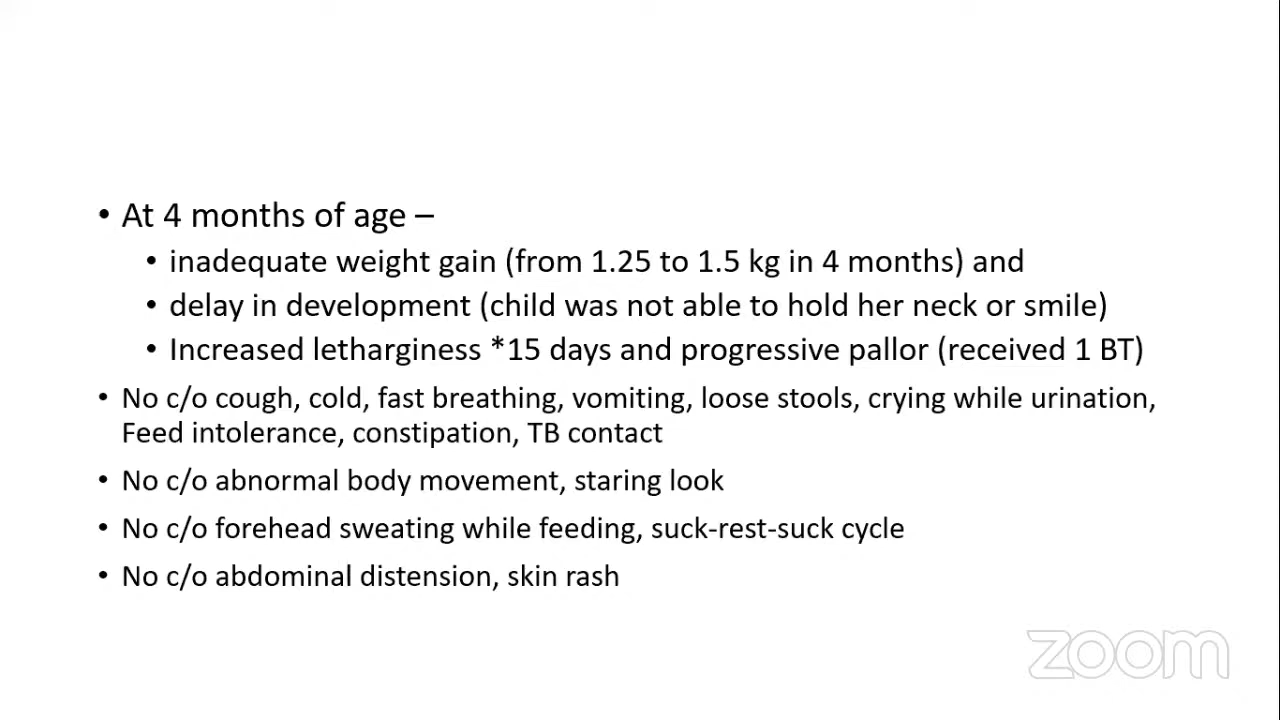 • At 4 months of age –
• inadequate weight gain (from 1.25 to 1.5 kg in 4 months) and
• delay in development (child was not able to hold her neck or smile)
• Increased letharginess *15 days and progressive pallor (received 1 BT)
• No c/o cough, cold, fast breathing, vomiting, loose stools, crying while urination,
Feed intolerance, constipation, TB contact
• No c/o abnormal body movement, staring look
• No c/o forehead sweating while feeding, suck-rest-suck cycle
• No c/o abdominal distension, skin rash
zoom